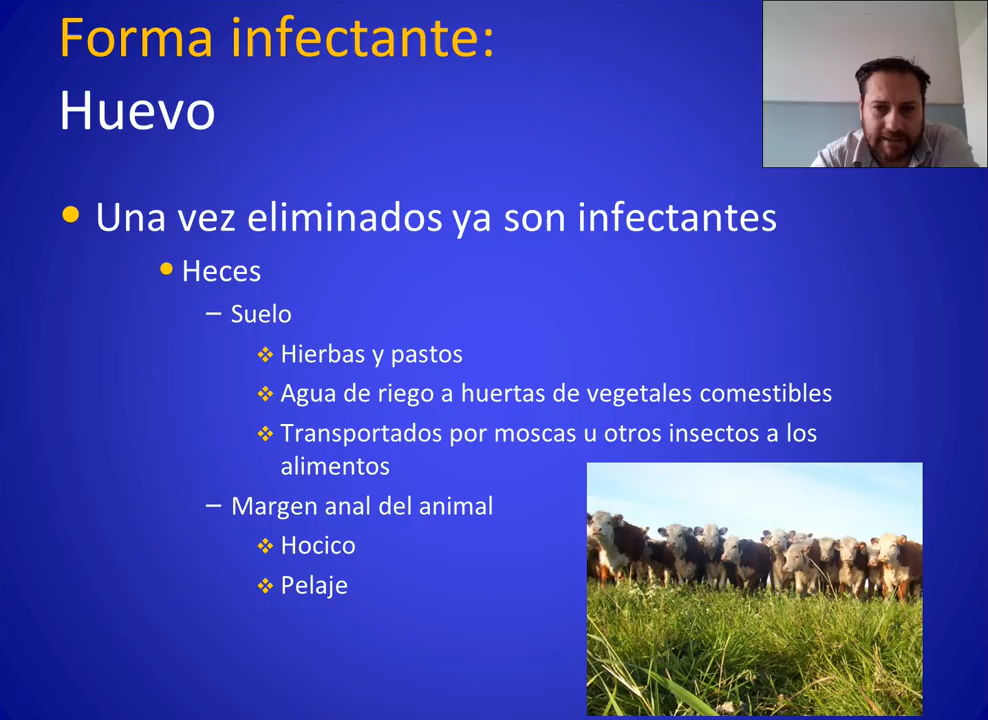 Forma infectante:
Huevo
Una vez eliminados ya son infectantes
Heces
– Suelo
Hierbas y pastos
Agua de riego a huertas de vegetales comestibles
Transportados por moscas u otros insectos a los
alimentos
– Margen anal del animal
Hocico
Pelaje